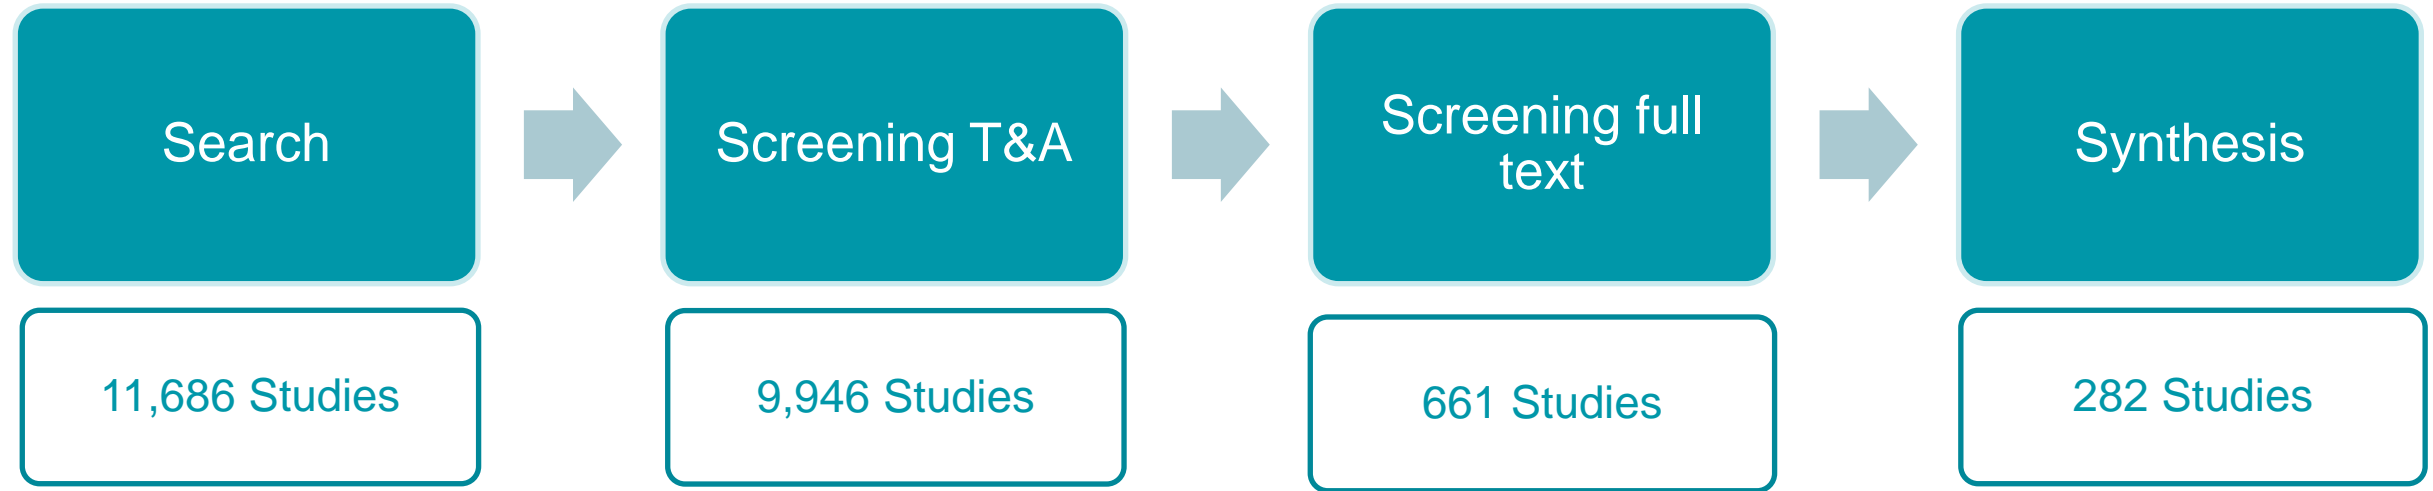 Search
Screening T&A
Screening full
text
Synthesis
11,686 Studies
9,946 Studies
661 Studies
282 Studies